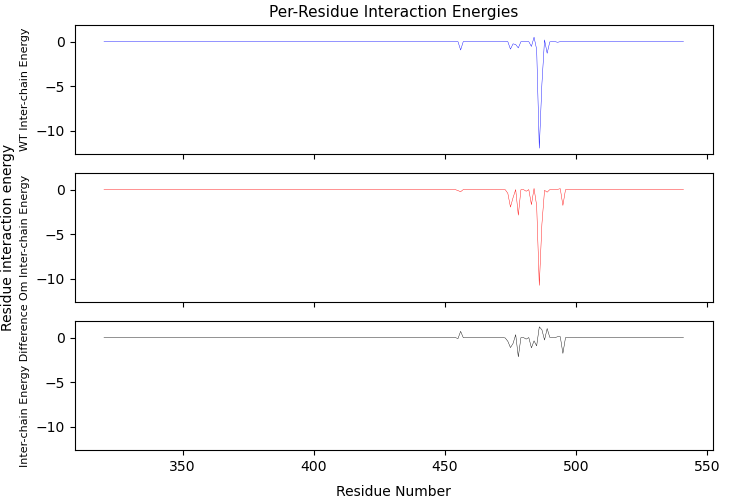 Per-Residue Interaction Energies
WT Inter-chain Energy
0
−5
−10
Residue interaction energy
Om Inter-chain Energy
0
−5
−10
Inter-chain Energy Difference
0
−5
−10
350 400 450 500 550
Residue Number